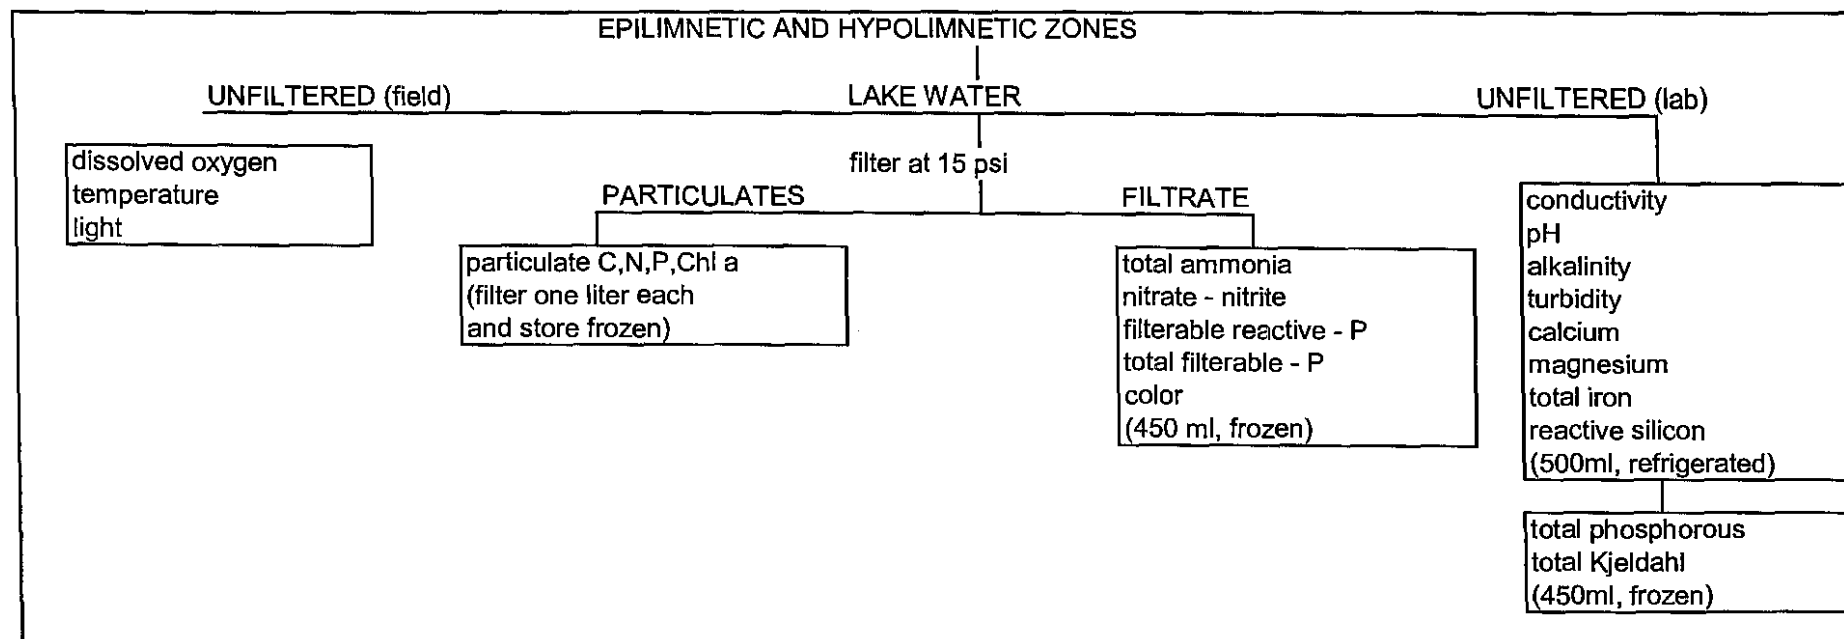 EPILIMNETIC AND HYPOLIMNETIC ZONES
UNFILTERED (field)
LAKE WATER
UNFILTERED (lab)
dissolved oxygen
temperature
light
filter at 15 psi
PARTICULATES
FILTRATE
particulate C,N,P,Chl a
(filter one liter each
and store frozen)
total ammonia
nitrate - nitrite
filterable reactive - P
total filterable - P
color
(450 ml, frozen)
conductivity
pH
alkalinity
turbidity
calcium
magnesium
total iron
reactive silicon
(500ml, refrigerated)
total phosphorous
total Kjeldahl
(450ml, frozen)